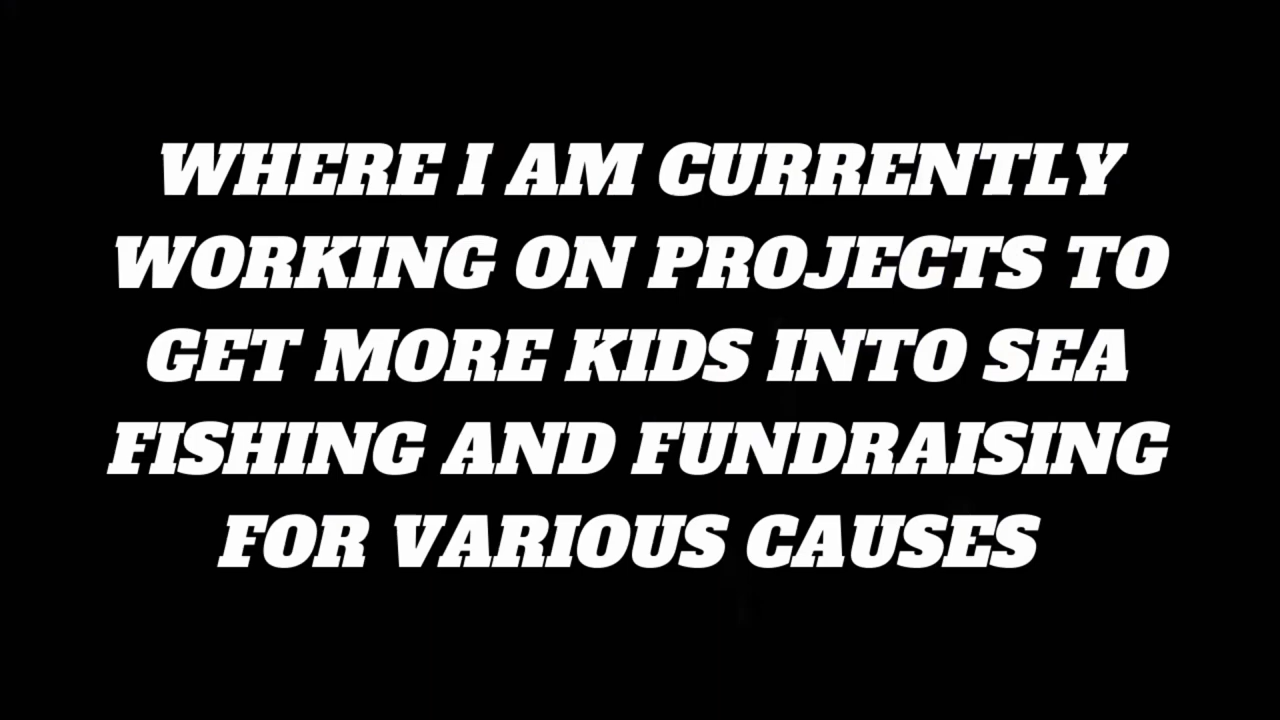 WHERE I AM CURRENTLY
WORKING ON PROJECTS TO
GET MORE KIDS INTO SEA
FISHING AND FUNDRAISING
FOR VARIOUS CAUSES